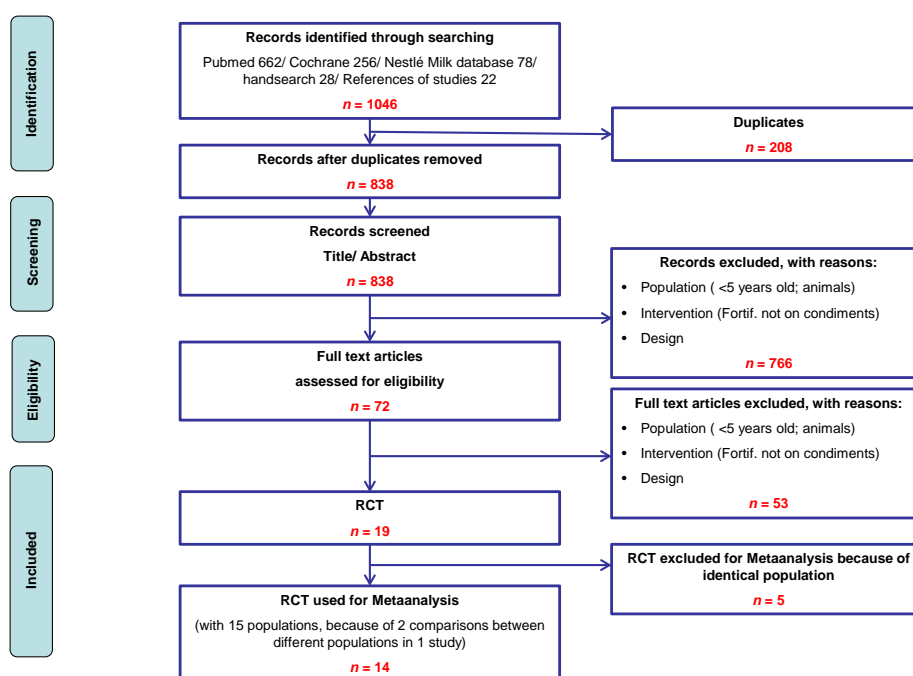 Identification
Records identified through searching
Pubmed 662/ Cochrane 256/ Nestlé Milk database 78/
handsearch 28/ References of studies 22
n = 1046
Duplicates
n = 208
Records after duplicates removed
n = 838
Screening
Records screened
Title/ Abstract
n = 838
Records excluded, with reasons:
• Population ( <5 years old; animals)
• Intervention (Fortif. not on condiments)
• Design
n = 766
Eligibility
Full text articles
assessed for eligibility
n = 72
Full text articles excluded, with reasons:
• Population ( <5 years old; animals)
• Intervention (Fortif. not on condiments)
• Design
n = 53
Included
RCT
n = 19
RCT excluded for Metaanalysis because of
identical population
n = 5
RCT used for Metaanalysis
(with 15 populations, because of 2 comparisons between
different populations in 1 study)
n = 14